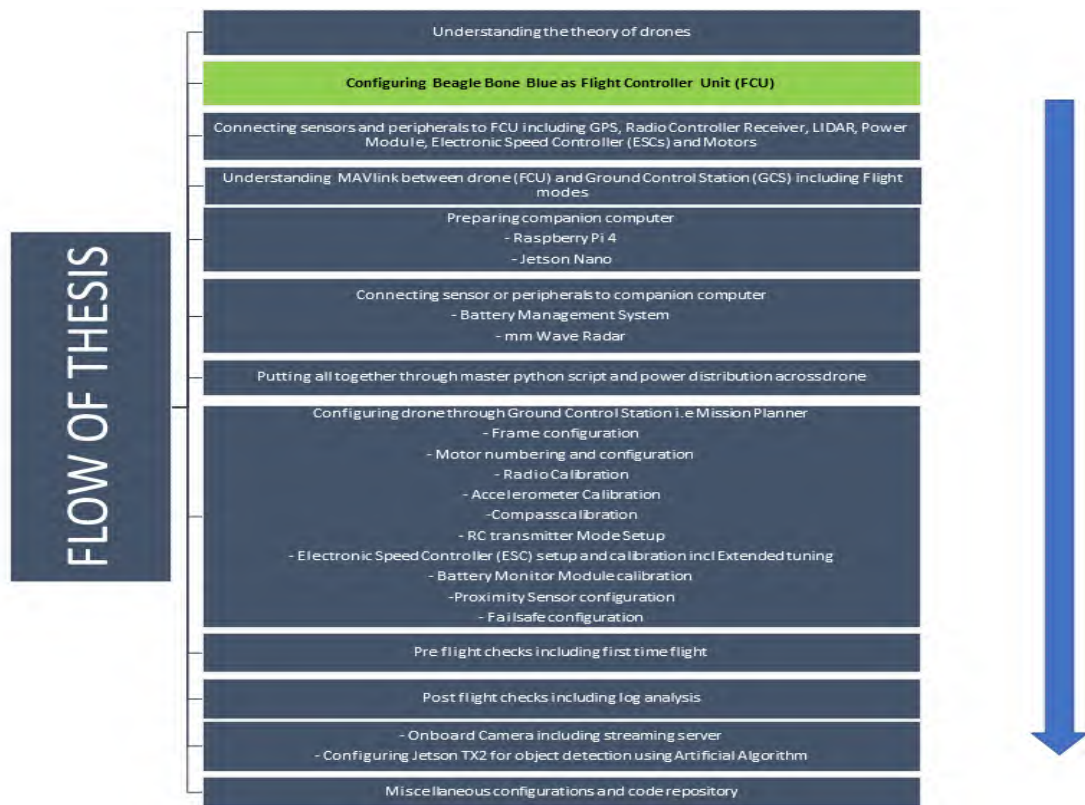 FLOW OF THESIS
Understanding the theory of drones
Configuring Beagle Bone Blue as Flight Controller Unit (FCU)
Connecting sensors and peripherals to FCU including GPS, Radio Controller Receiver, LIDAR, Power
Module, Electronic Speed Controller (ESCs) and Motors
Understanding MAVlink between drone (FCU) and Ground Control Station (GCS) including Flight
modes
Preparing companion computer
- Raspberry Pi 4
- Jetson Nano
Connecting sensor or peripherals to companion computer
- Battery Management System
- mm Wave Radar
Putting all together through master python script and power distribution across drone
Configuring drone through Ground Control Station i.e Mission Planner
- Frame configuration
- Motor numbering and configuration
- Radio Calibration
- Accelerometer Calibration
-Compass calibration
- RC transmitter Mode Setup
- Electronic Speed Controller (ESC) setup and calibration incl Extended tuning
- Battery Monitor Module calibration
-Proximity Sensor configuration
- Failsafe configuration
Pre flight checks including first time flight
Post flight checks including log analysis
- Onboard Camera including streaming server
- Configuring Jetson TX2 for object detection using Artificial Algorithm
Miscellaneous configurations and code repository